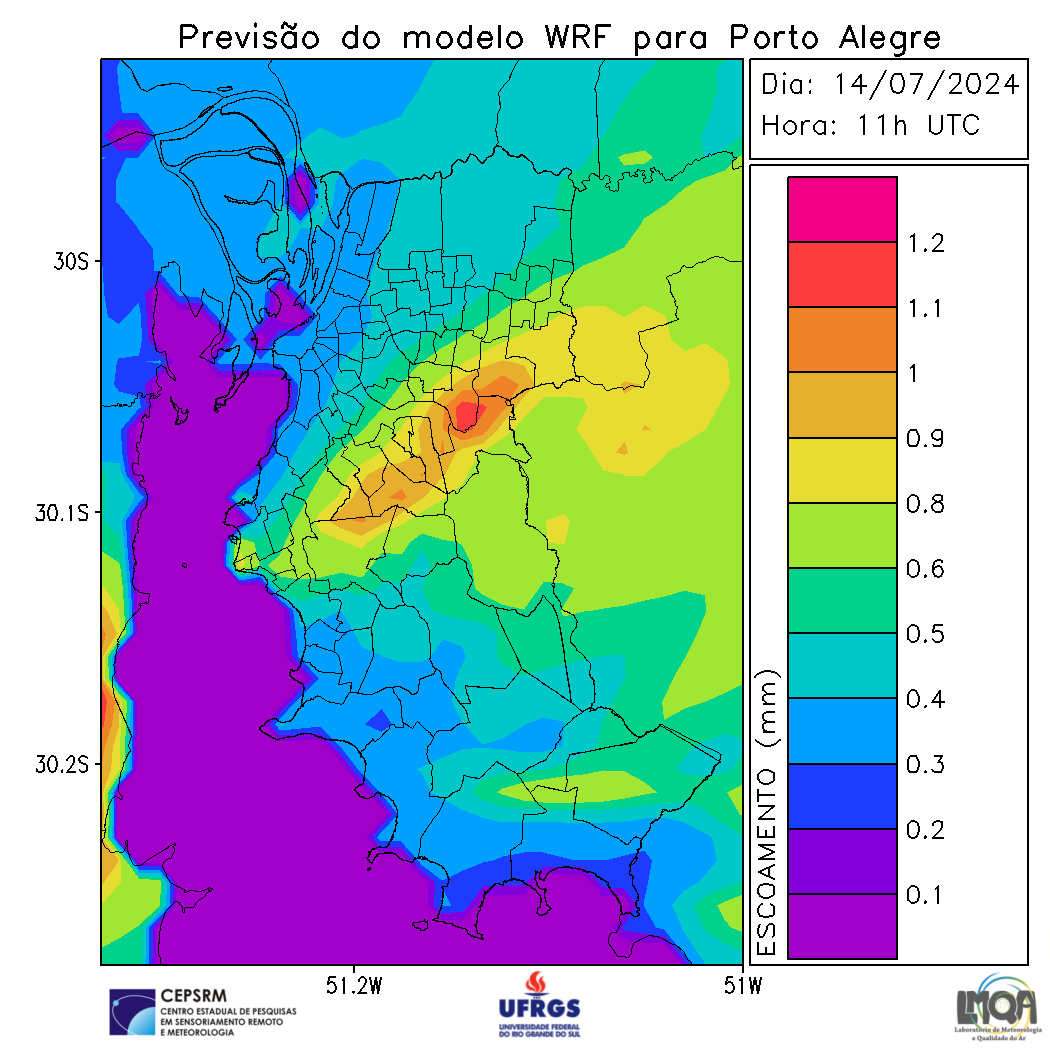 Previsão do modelo WRF para Porto Alegre
Dia: 14/07/2024
Hora: 11h UTC
30S
30.1S
30.2S
51.2W
51W
1.2
1.1
1
0.9
0.8
0.6
0.5
0.4
0.3
0.2
0.1
ESCOAMENTO (mm)
CEPSRM
CENTRO ESTADUAL DE PESQUISAS
EM SENSORIAMENTO REMOTO
E METEOROLOGIA
UFRGS
UNIVERSIDADE FEDERAL
DO RIO GRANDE DO SUL
LMQA
Laboratório de Meteorologia
e Qualidade do Ar